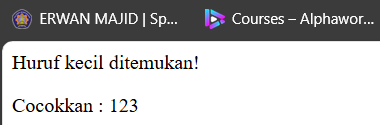 ERWAN MAJID | Sp... Courses – Alphawor...
Huruf kecil ditemukan!
Cocokkan : 123